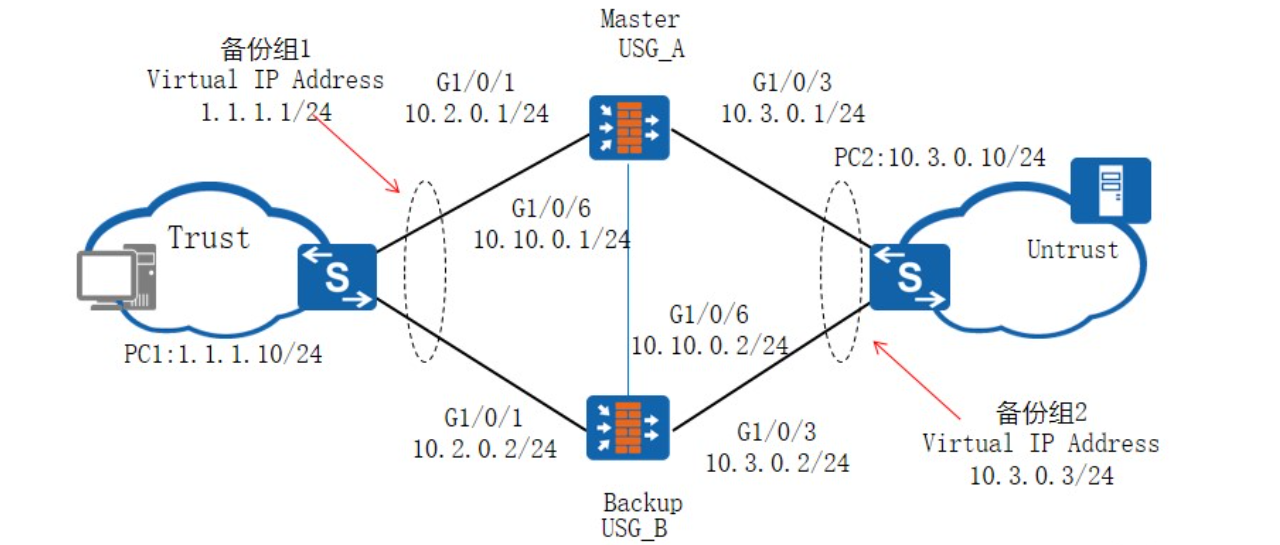 Master
USG_A
备份组1
Virtual IP Address
1.1.1.1/24
G1/0/1
10.2.0.1/24
G1/0/3
10.3.0.1/24
PC2:10.3.0.10/24
G1/0/6
10.10.0.1/24
Trust
S
S
Untrust
PC1:1.1.1.10/24
G1/0/6
10.10.0.2/24
G1/0/1
10.2.0.2/24
G1/0/3
10.3.0.2/24
备份组2
Virtual IP Address
10.3.0.3/24
Backup
USG_B